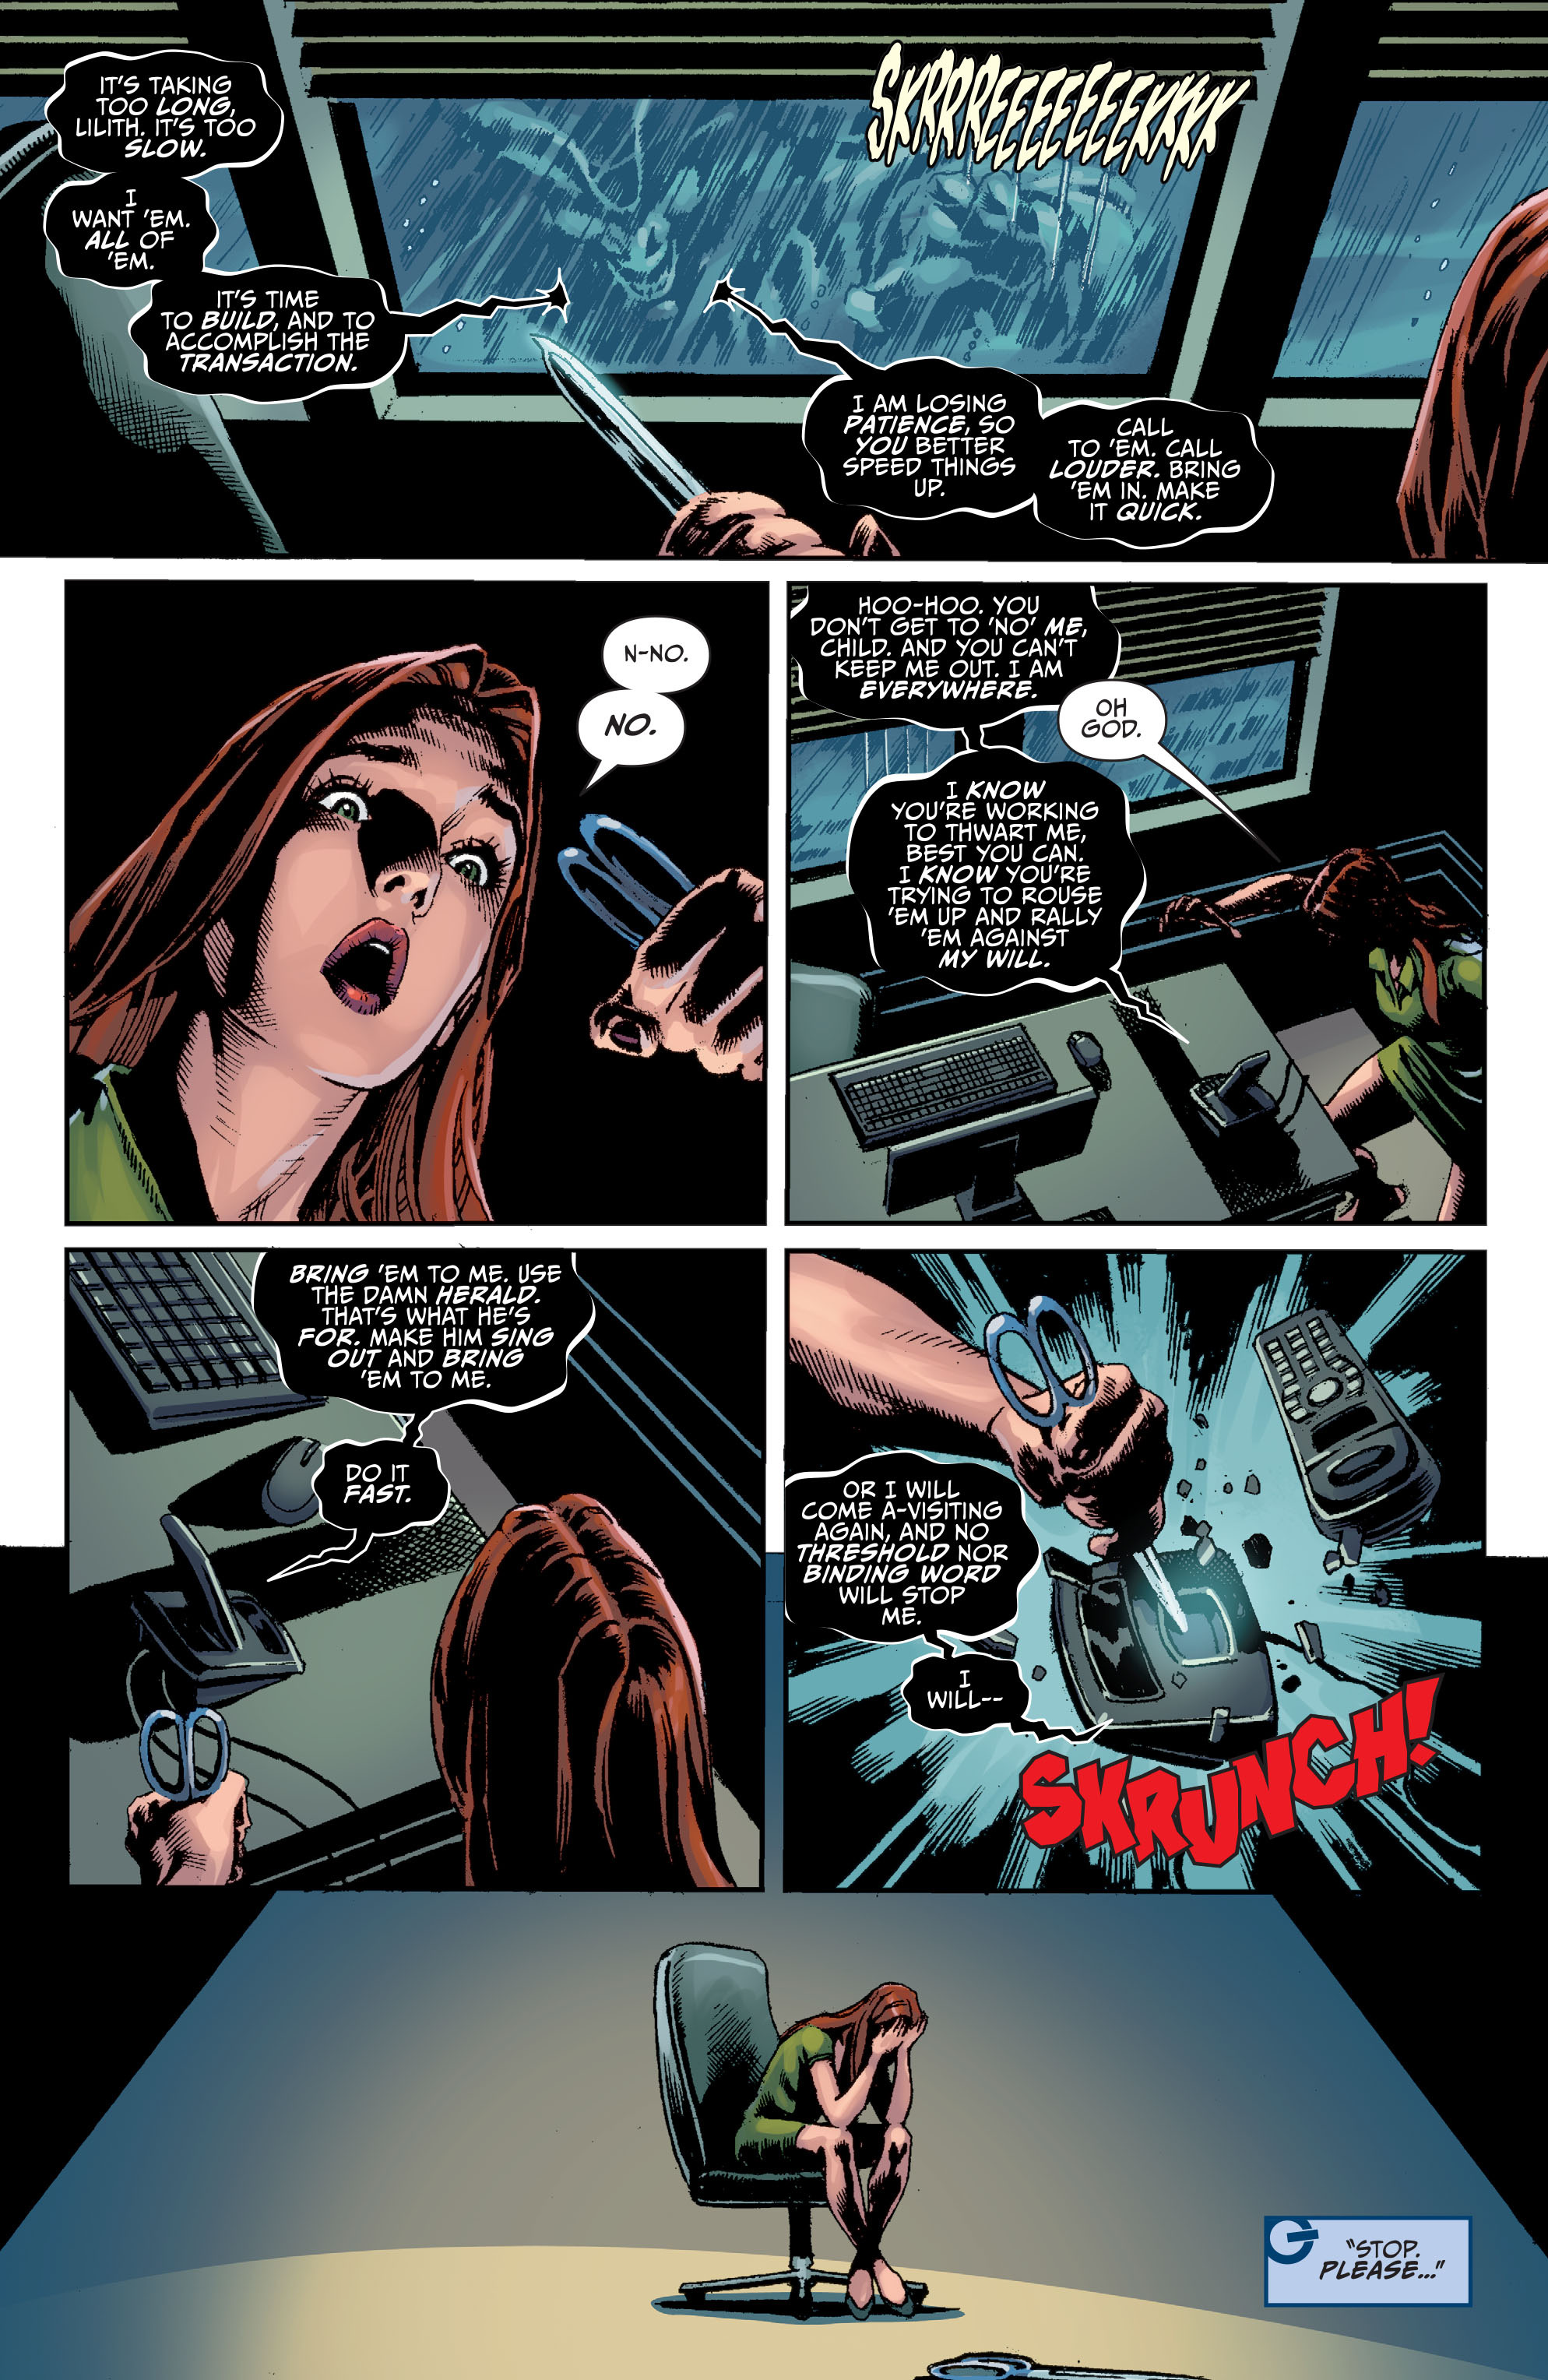 IT'S TAKING
TOO LONG,
LILITH. IT'S TOO
SLOW.
I
WANT 'EM.
ALL OF
'EM.
IT'S TIME
TO BUILD, AND TO
ACCOMPLISH THE
TRANSACTION.
SKRRREEEEEEEEKKKK
I AM LOSING
PATIENCE, SO
YOU BETTER
SPEED THINGS
UP.
CALL
TO 'EM. CALL
LOUDER. BRING
'EM IN. MAKE
IT QUICK.
N-NO.
NO.
HOO-HOO. YOU
DON'T GET TO 'NO' ME,
CHILD. AND YOU CAN'T
KEEP ME OUT. I AM
EVERYWHERE.
OH
GOD.
I KNOW
YOU'RE WORKING
TO THWART ME,
BEST YOU CAN.
I KNOW YOU'RE
TRYING TO ROUSE
'EM UP AND RALLY
'EM AGAINST
MY WILL.
BRING 'EM TO ME. USE
THE DAMN HERALD.
THAT'S WHAT HE'S
FOR. MAKE HIM SING
OUT AND BRING
'EM TO ME.
DO IT
FAST.
OR I WILL
COME A-VISITING
AGAIN, AND NO
THRESHOLD NOR
BINDING WORD
WILL STOP
ME.
I
WILL--
SKRUNCH!
"STOP.
PLEASE..."